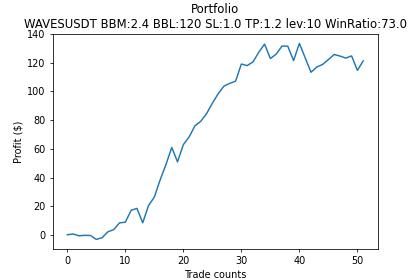 Portfolio
WAVESUSDT BBM:2.4 BBL:120 SL:1.0 TP:1.2 lev:10 WinRatio:73.0
140
120
100
80
60
40
20
0
Profit ($)
0 10 20 30 40 50
Trade counts